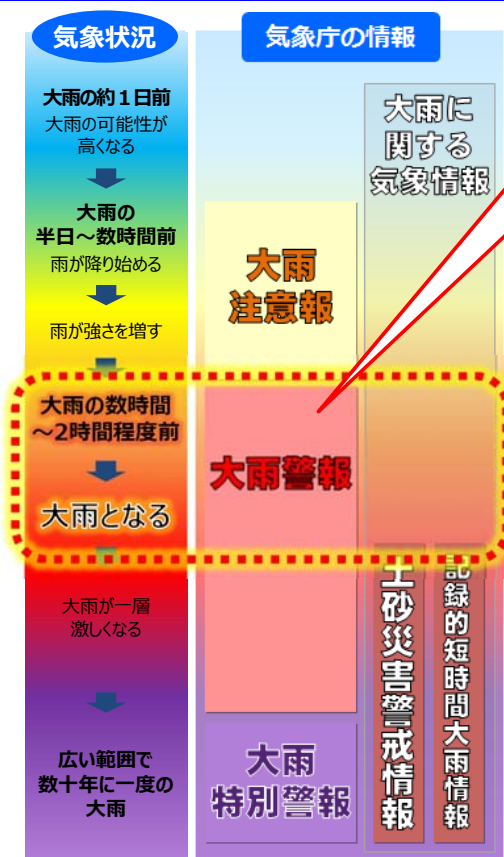 気象状況
大雨の約１日前
大雨の可能性が
高くなる
大雨の
半日～数時間前
雨が降り始める
雨が強さを増す
大雨の数時間
～2時間程度前
大雨となる
大雨が一層
激しくなる
広い範囲で
数十年に一度の
大雨
気象庁の情報
大雨
注意報
大雨警報
大雨
特別警報
大雨に
関する
気象情報
土砂災害警戒情報
記録的短時間大雨情報